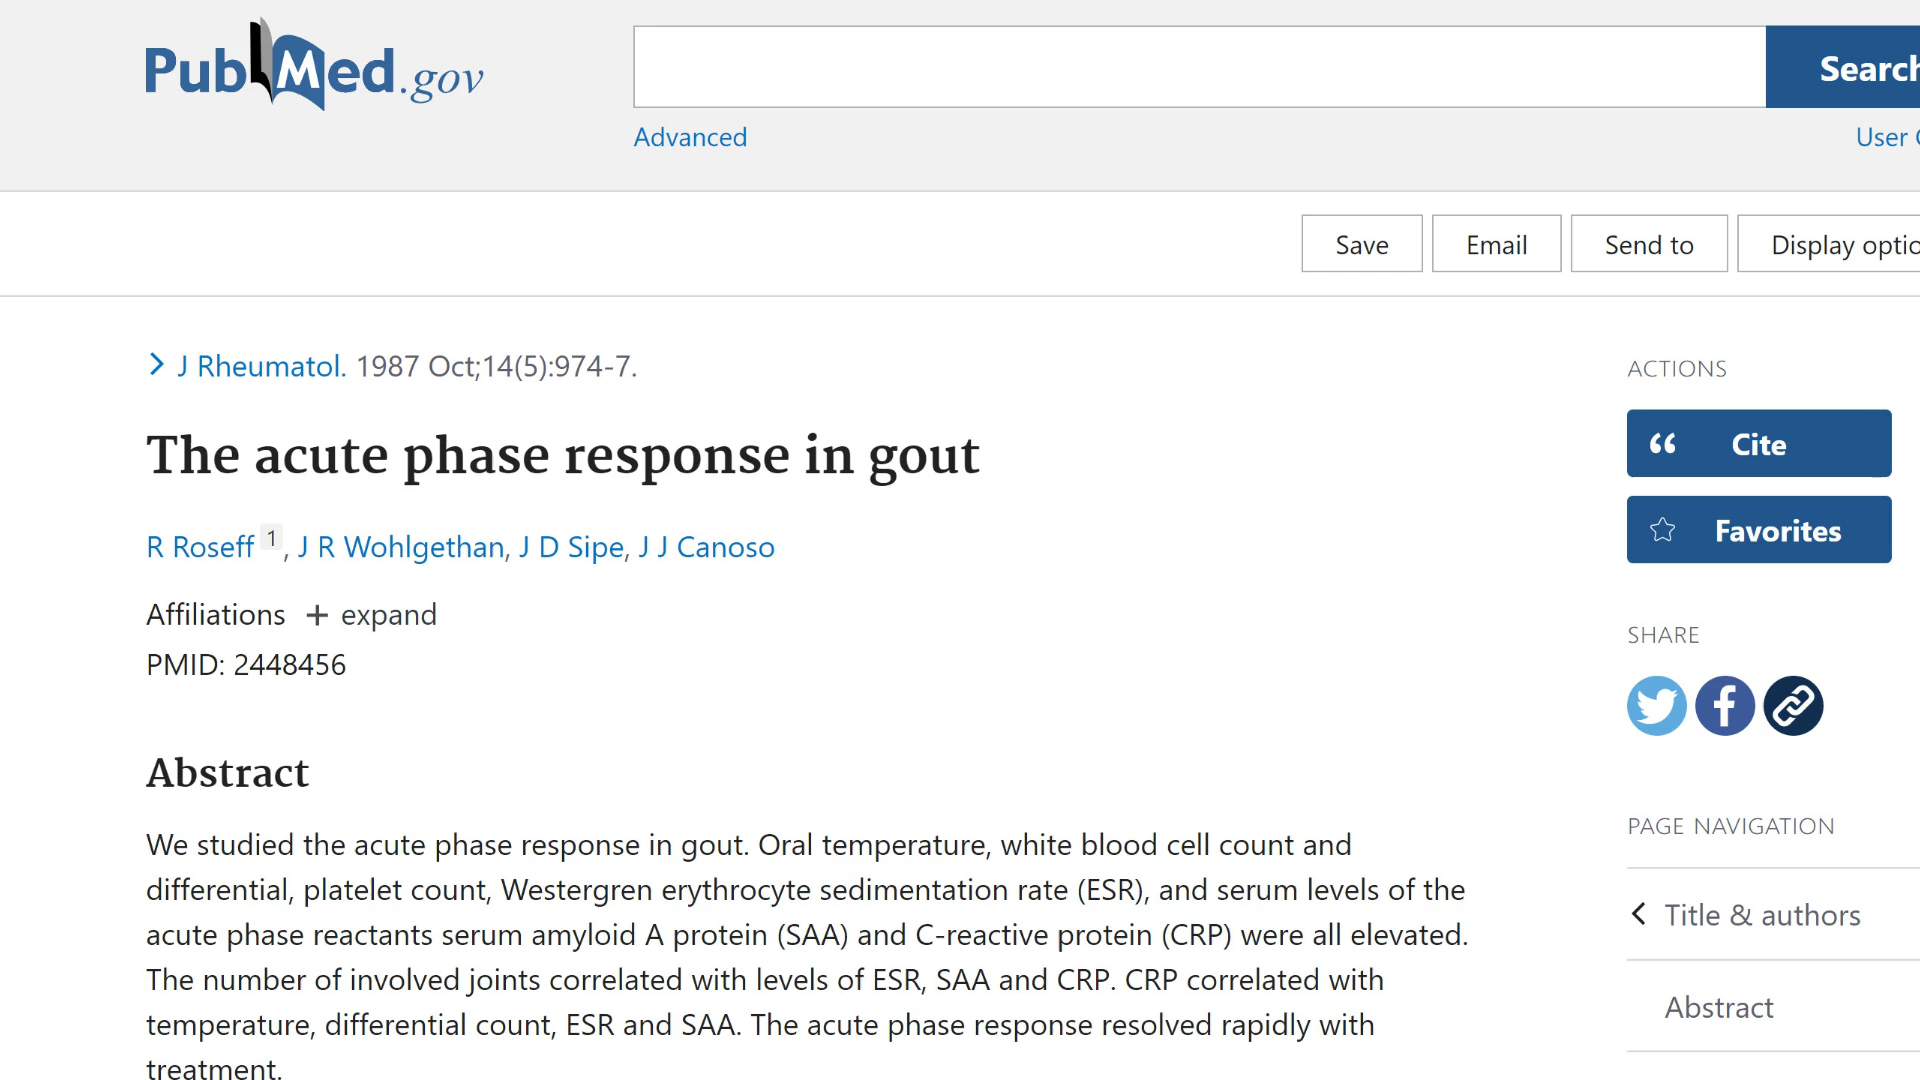 PubMed.gov
Search
Advanced
User
Save
Email
Send to
Display optio
J Rheumatol. 1987 Oct;14(5):974-7.
The acute phase response in gout
R Roseff 1, J R Wohlgethan, J D Sipe, J J Canoso
Affiliations + expand
PMID: 2448456
Abstract
We studied the acute phase response in gout. Oral temperature, white blood cell count and
differential, platelet count, Westergren erythrocyte sedimentation rate (ESR), and serum levels of the
acute phase reactants serum amyloid A protein (SAA) and C-reactive protein (CRP) were all elevated.
The number of involved joints correlated with levels of ESR, SAA and CRP. CRP correlated with
temperature, differential count, ESR and SAA. The acute phase response resolved rapidly with
treatment.
ACTIONS
Cite
Favorites
SHARE
PAGE NAVIGATION
Title & authors
Abstract